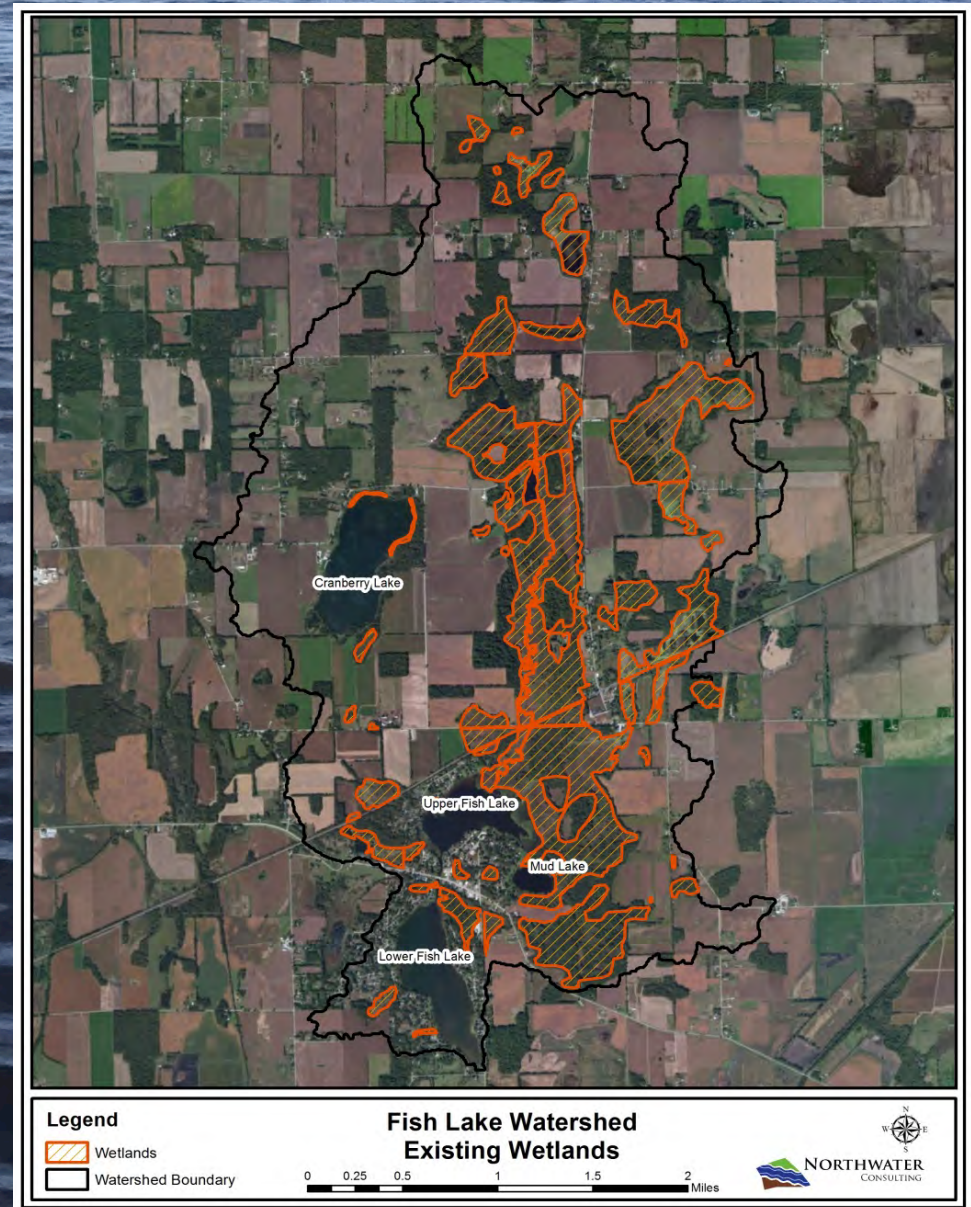 Cranberry Lake
Upper Fish Lake
Mud Lake
Lower Fish Lake
Legend
Wetlands
Watershed Boundary
Fish Lake Watershed
Existing Wetlands
0 0.25 0.5 1 1.5 2
Miles
N
W E
S
NORTHWATER
CONSULTING